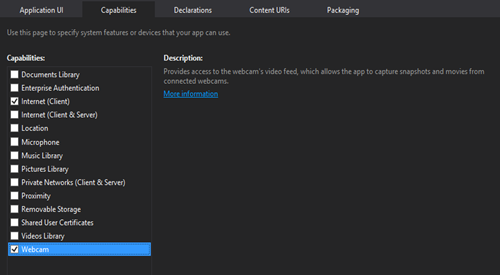 Application UI
Capabilities
Declarations
Content URIs
Packaging
Use this page to specify system features or devices that your app can use.
Capabilities:
Documents Library
Enterprise Authentication
Internet (Client)
Internet (Client & Server)
Location
Microphone
Music Library
Pictures Library
Private Networks (Client & Server)
Proximity
Removable Storage
Shared User Certificates
Videos Library
Webcam
Description:
Provides access to the webcam's video feed, which allows the app to capture snapshots and movies from
connected webcams.
More information